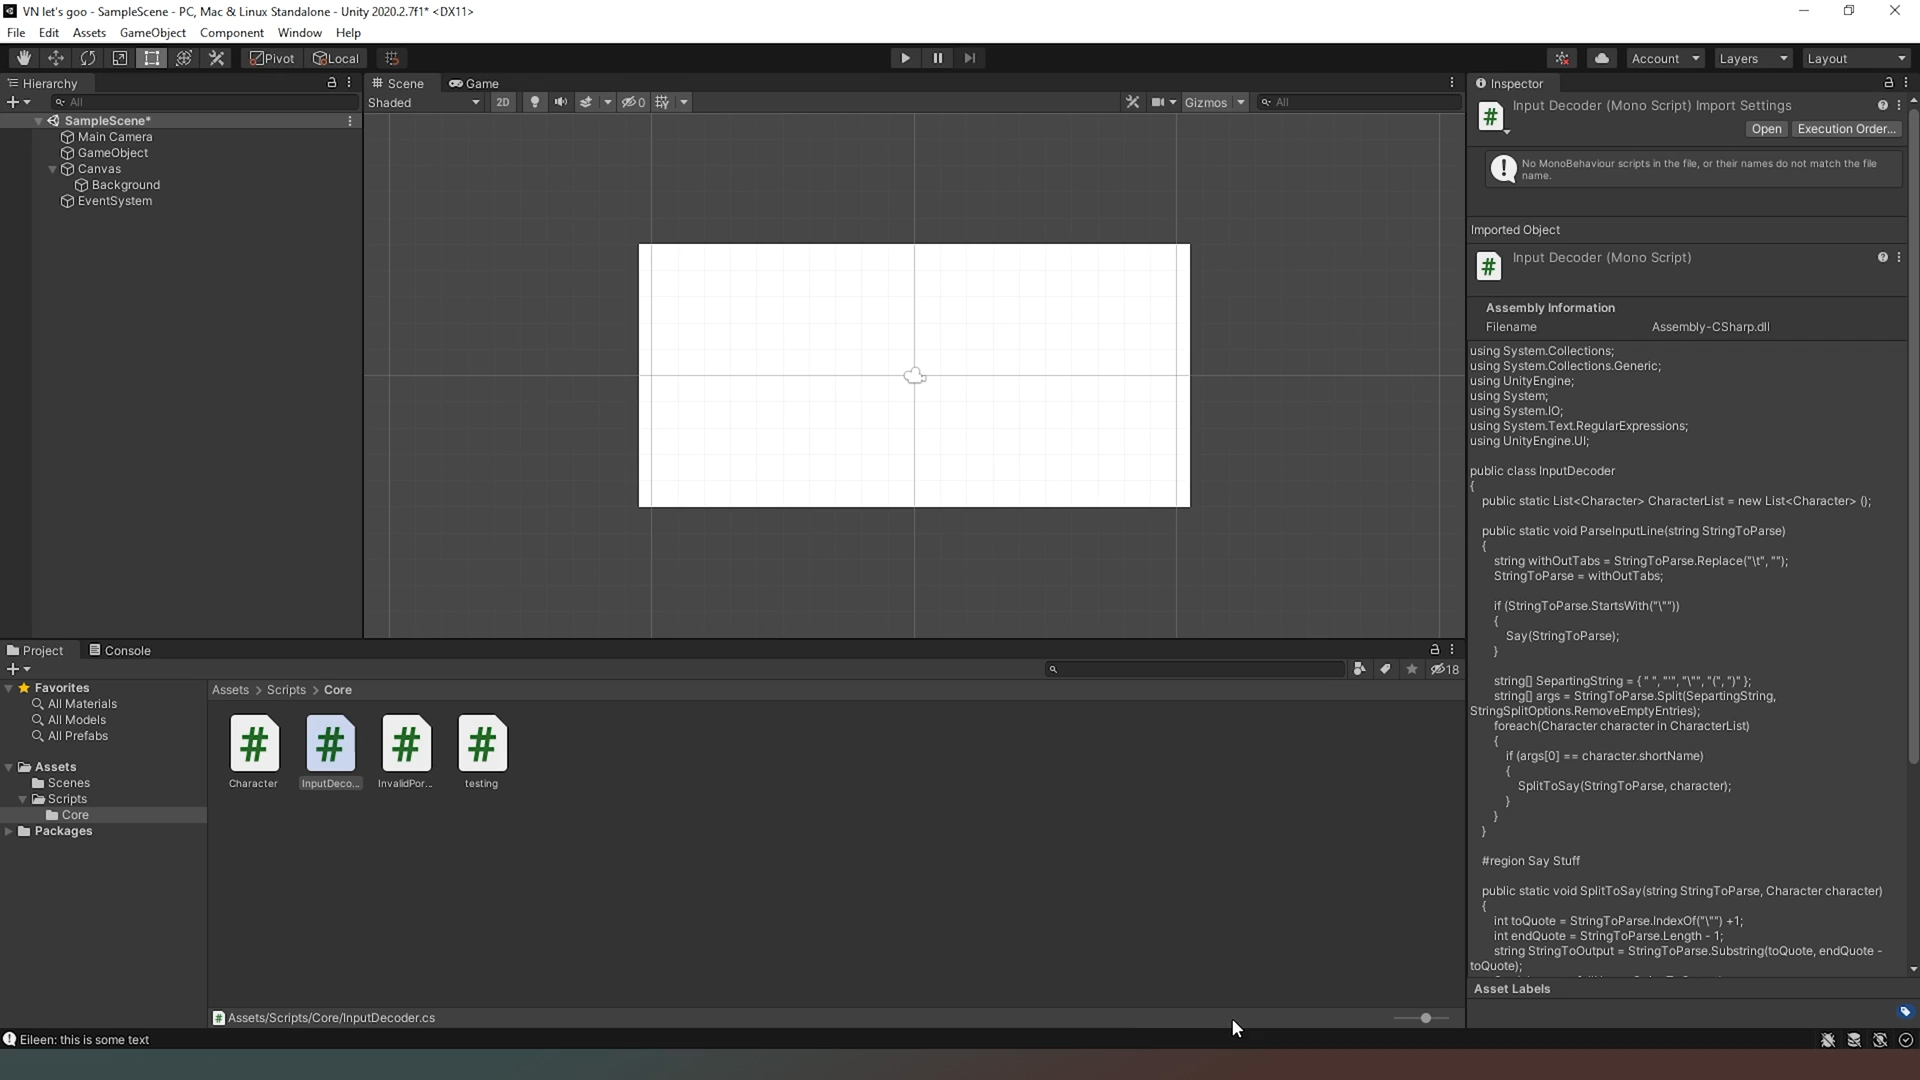 VN let's goo - SampleScene - PC, Mac & Linux Standalone - Unity 2020.2.7f1* <DX11>
File Edit Assets GameObject Component Window Help
Pivot Local Account Layers Layout
Hierarchy
All
SampleScene*
Main Camera
GameObject
Canvas
Background
EventSystem
Scene Game
Shaded 2D 0 Gizmos All
Inspector
Input Decoder (Mono Script) Import Settings
Open Execution Order...
No MonoBehaviour scripts in the file, or their names do not match the file
name.
Imported Object
Input Decoder (Mono Script)
Assembly Information
Filename Assembly-CSharp.dll
using System.Collections;
using System.Collections.Generic;
using UnityEngine;
using System;
using System.IO;
using System.Text.RegularExpressions;
using UnityEngine.UI;
public class InputDecoder
{
public static List<Character> CharacterList = new List<Character> ();
public static void ParseInputLine(string StringToParse)
{
string withOutTabs = StringToParse.Replace("\t", "");
StringToParse = withOutTabs;
if (StringToParse.StartsWith("\""))
{
Say(StringToParse);
}
string[] SepartingString = { " ", "'", "\"", "(", ")" };
string[] args = StringToParse.Split(SepartingString,
StringSplitOptions.RemoveEmptyEntries);
foreach(Character character in CharacterList)
{
if (args[0] == character.shortName)
{
SplitToSay(StringToParse, character);
}
}
}
#region Say Stuff
public static void SplitToSay(string StringToParse, Character character)
{
int toQuote = StringToParse.IndexOf("\"") +1;
int endQuote = StringToParse.Length - 1;
string StringToOutput = StringToParse.Substring(toQuote, endQuote -
toQuote);
Asset Labels
Project Console
18
Favorites
All Materials
All Models
All Prefabs
Assets
Scenes
Scripts
Core
Packages
Assets > Scripts > Core
Character InputDeco... InvalidPor... testing
Assets/Scripts/Core/InputDecoder.cs
Eileen: this is some text